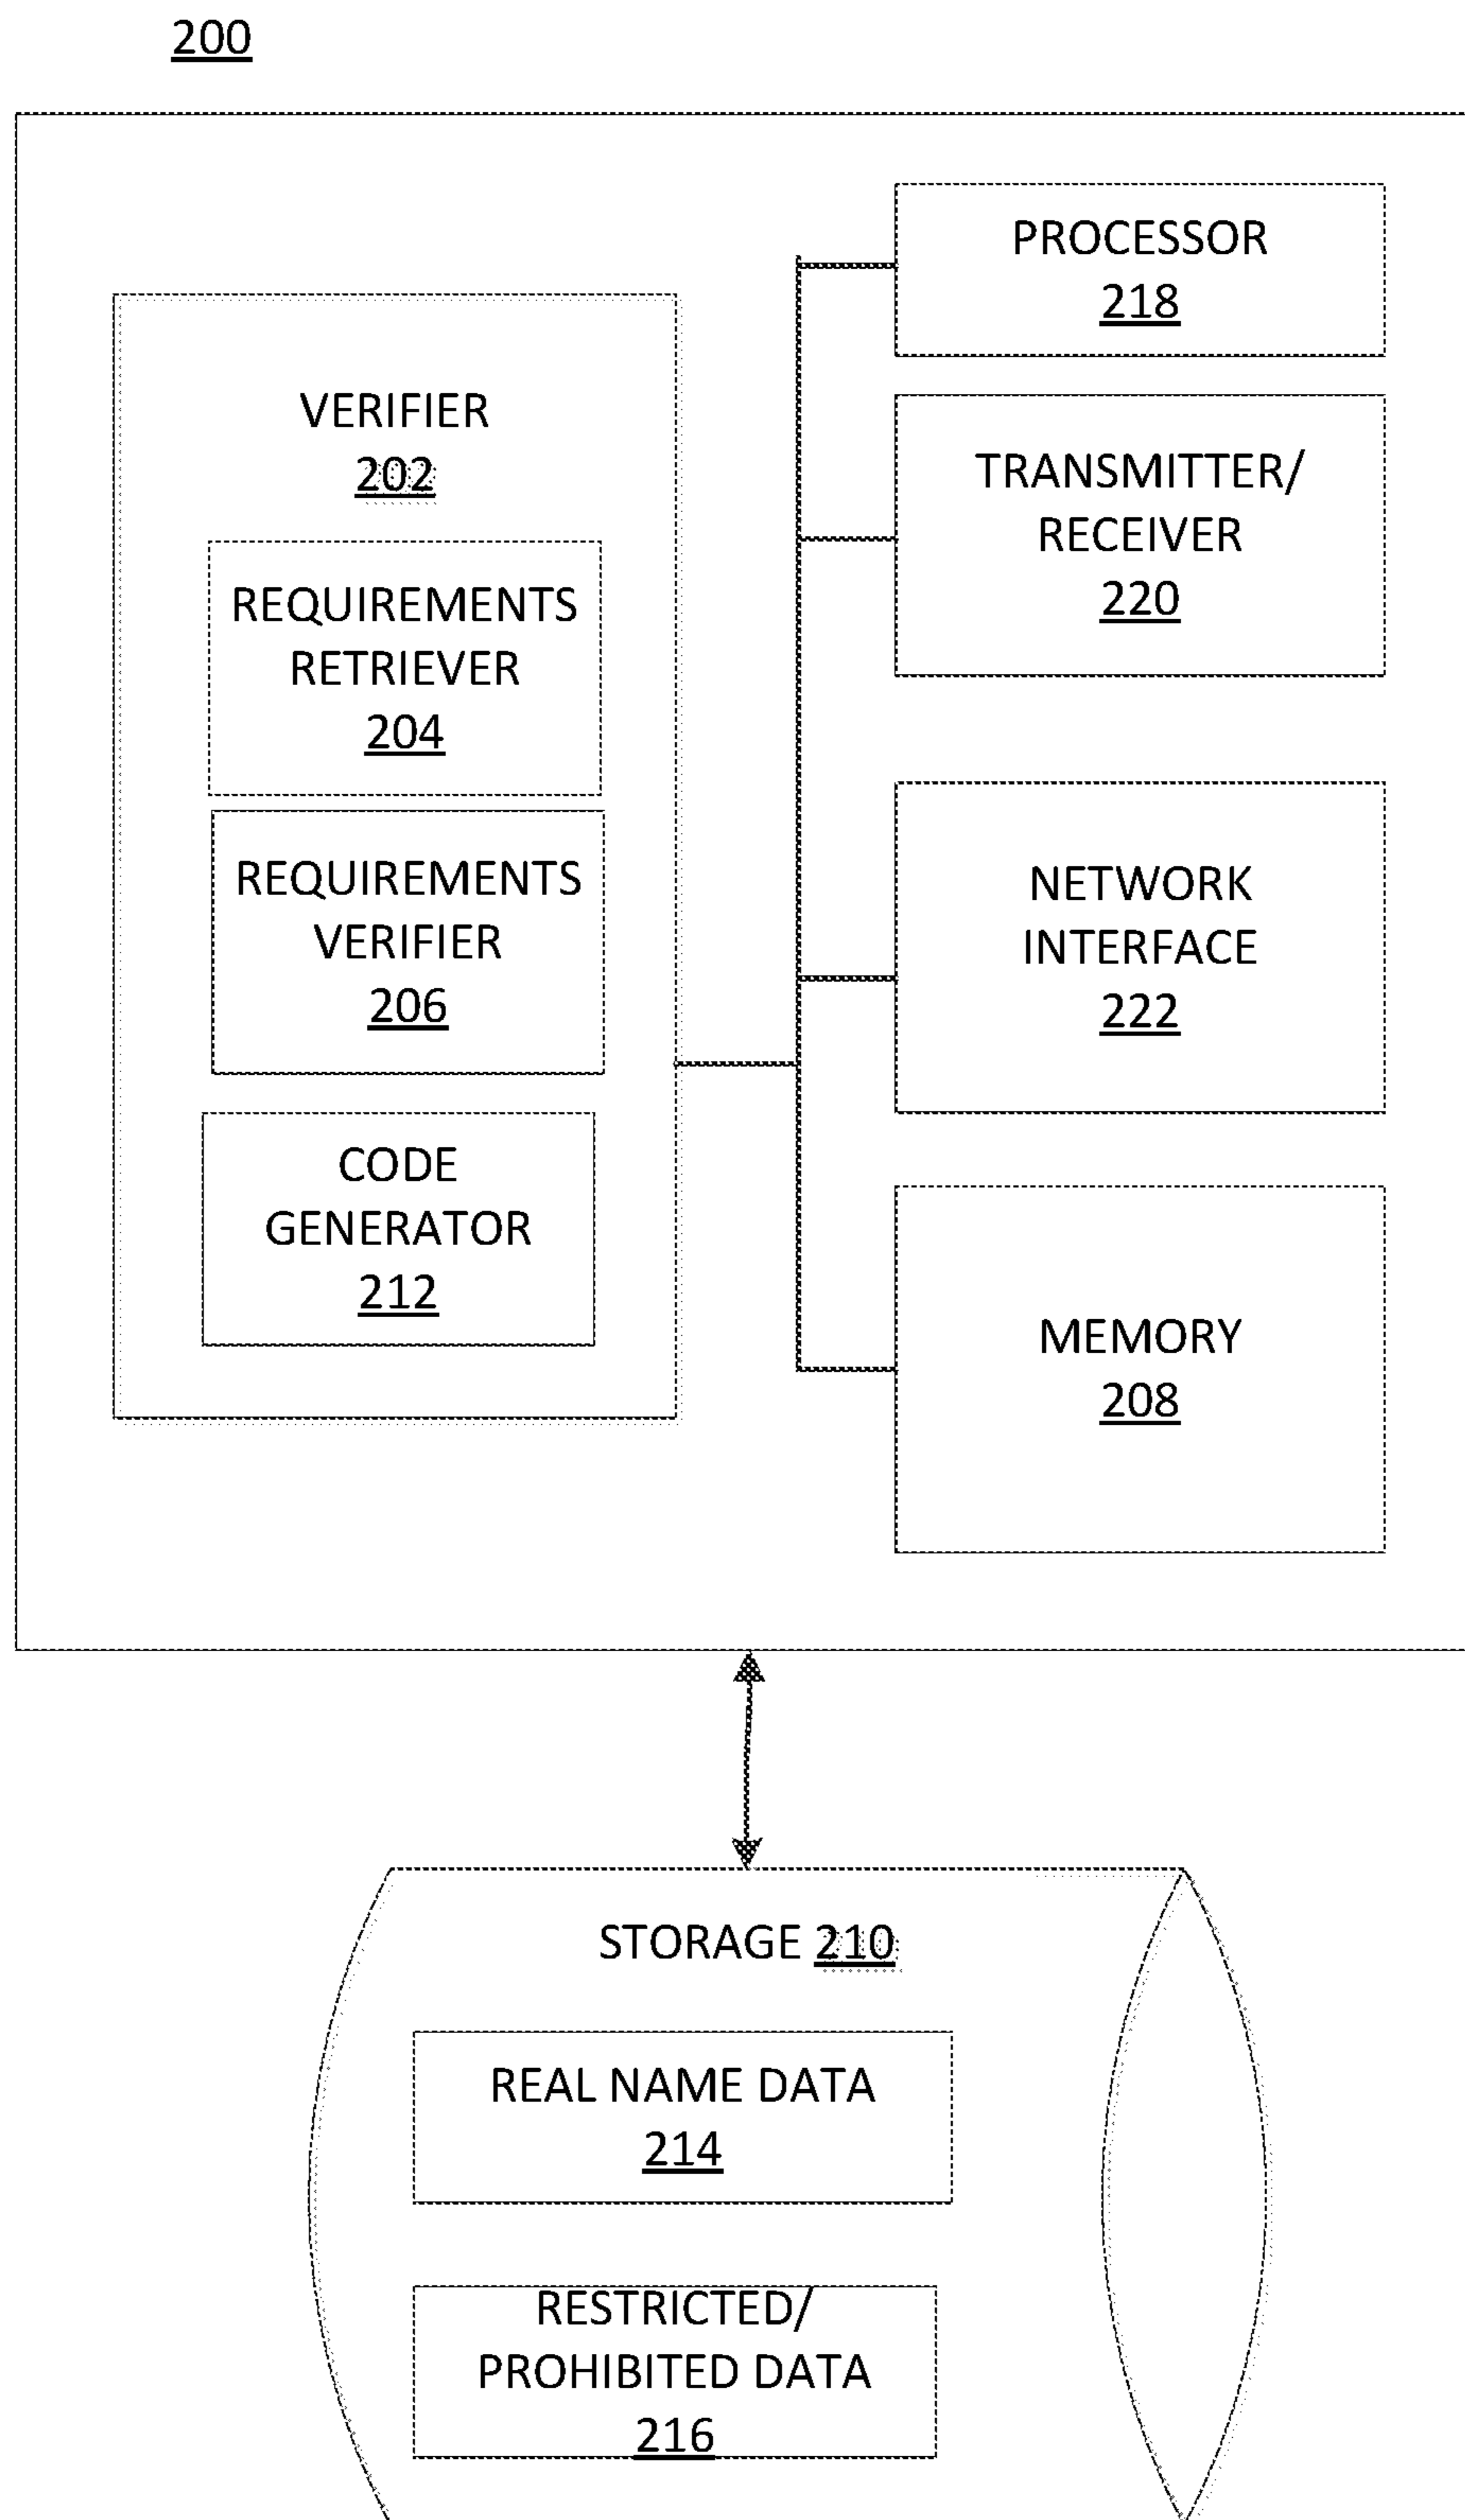 200
VERIFIER
202
REQUIREMENTS
RETRIEVER
204
REQUIREMENTS
VERIFIER
206
CODE
GENERATOR
212
PROCESSOR
218
TRANSMITTER/
RECEIVER
220
NETWORK
INTERFACE
222
MEMORY
208
STORAGE 210
REAL NAME DATA
214
RESTRICTED/
PROHIBITED DATA
216